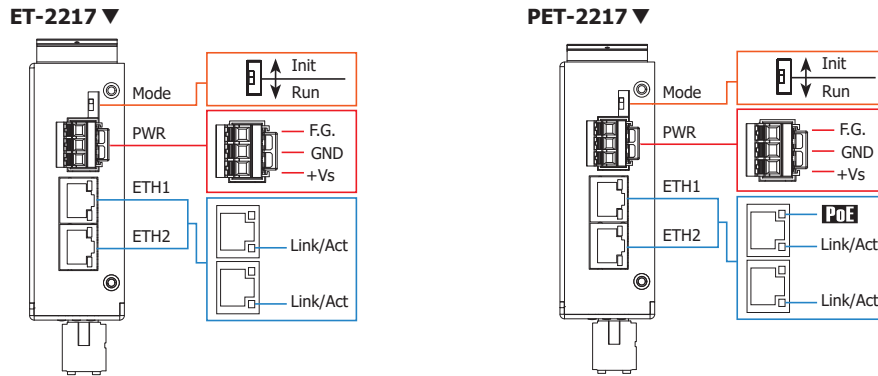 ET-2217 ▼
Mode
PWR
ETH1
ETH2
Init
Run
F.G.
GND
+Vs
Link/Act
Link/Act
PET-2217 ▼
Mode
PWR
ETH1
ETH2
Init
Run
F.G.
GND
+Vs
PoE
Link/Act
Link/Act